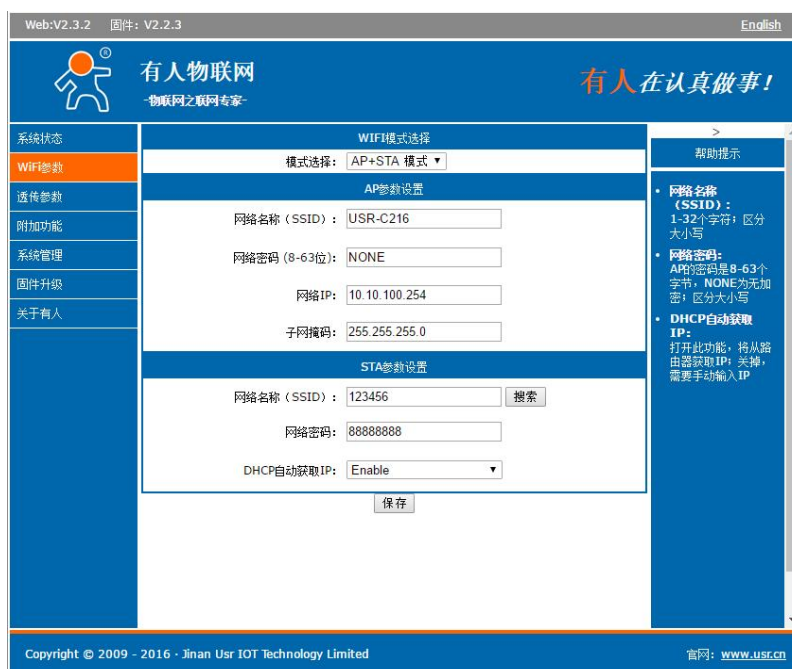 Web:V2.3.2 固件: V2.2.3
English
®
有人物联网
-物联网之联网专家-
有人在认真做事!
系统状态
WiFi参数
透传参数
附加功能
系统管理
固件升级
关于有人
WIFI模式选择
模式选择: AP+STA 模式
AP参数设置
网络名称(SSID): USR-C216
网络密码 (8-63位): NONE
网络IP: 10.10.100.254
子网掩码: 255.255.255.0
STA参数设置
网络名称(SSID): 123456 搜索
网络密码: 88888888
DHCP自动获取IP: Enable
保存
>
帮助提示
• 网络名称
(SSID):
1-32个字符;区分
大小写
• 网络密码:
AP的密码是8-63个
字节,NONE为无加
密;区分大小写
• DHCP自动获取
IP:
打开此功能,将从路
由器获取IP;关掉,
需要手动输入IP
Copyright © 2009 - 2016 · Jinan Usr IOT Technology Limited
官网: www.usr.cn